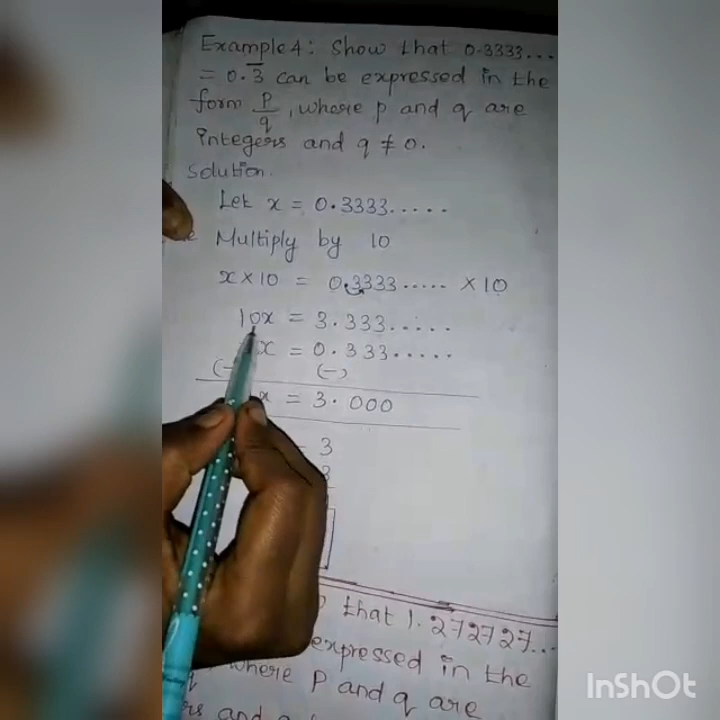 Example 4: Show that 0.3333...
= 0.3̅ can be expressed in the
form p/q, where p and q are
integers and q ≠ 0.
Solution.
Let x = 0.3333.....
Multiply by 10
x × 10 = 0.3333..... × 10
10x = 3.333.....
x = 0.333.....
(-) (-)
x = 3.000
= 3
3
that 1.272727...
expressed in the
where p and q are
and
InShOt